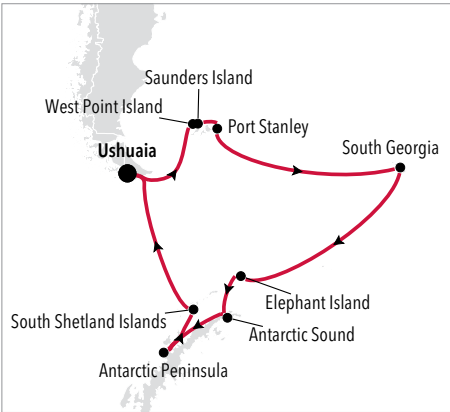 Saunders Island
West Point Island
Port Stanley
Ushuaia
South Georgia
Elephant Island
South Shetland Islands
Antarctic Sound
Antarctic Peninsula